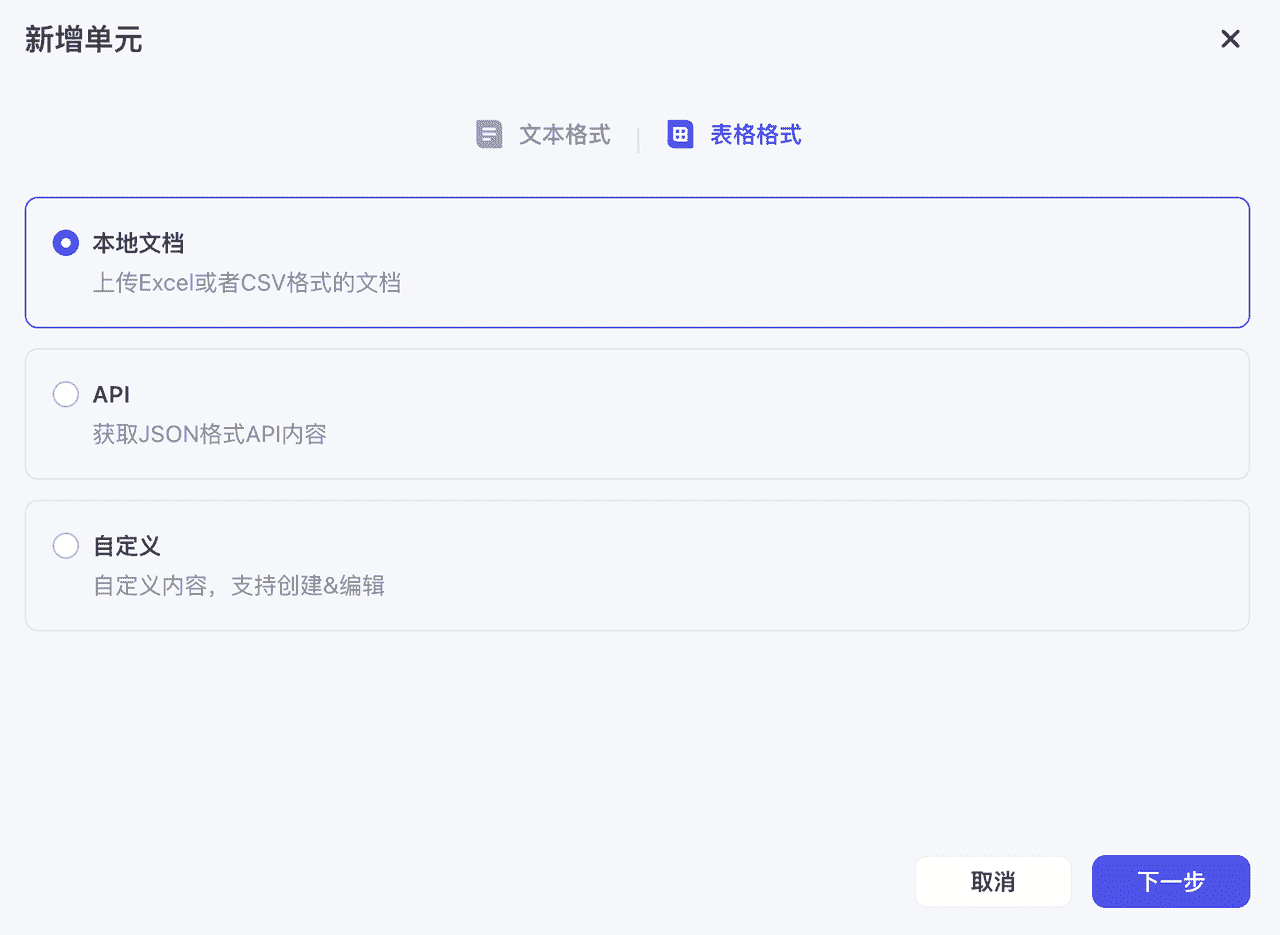 新增单元
文本格式
表格格式
本地文档
上传Excel或者CSV格式的文档
API
获取JSON格式API内容
自定义
自定义内容，支持创建&编辑
取消
下一步